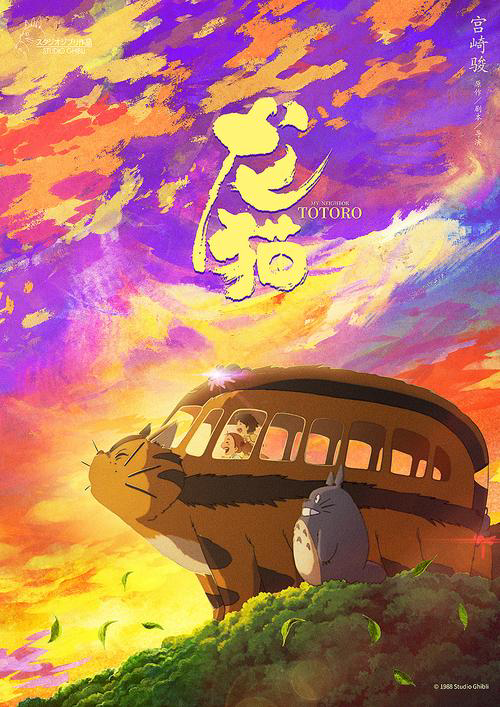 スタジオジブリ作品
STUDIO GHIBLI
宫崎骏
原作/剧本/导演
龙猫
MY NEIGHBOR
TOTORO
© 1988 Studio Ghibli